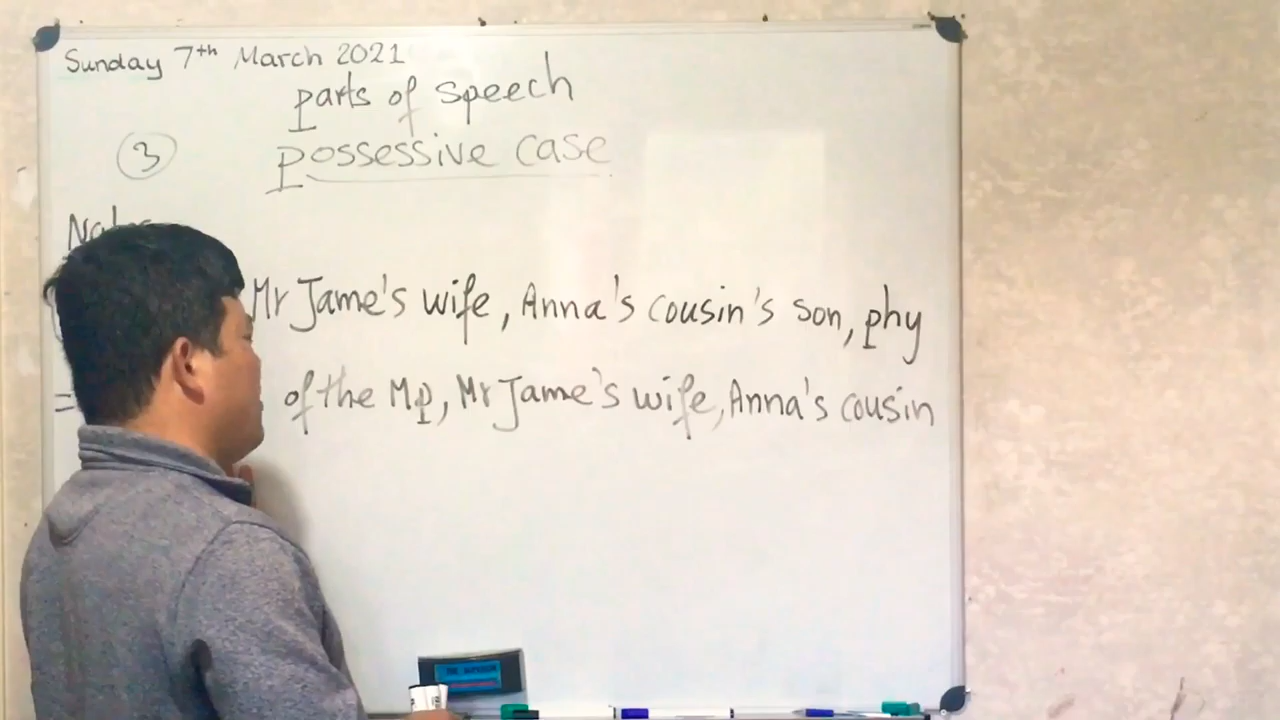 Sunday 7th March 2021
parts of speech
3
possessive case
Mr Jame's wife, Anna's cousin's son, phy
= of the Mp, Mr Jame's wife, Anna's cousin